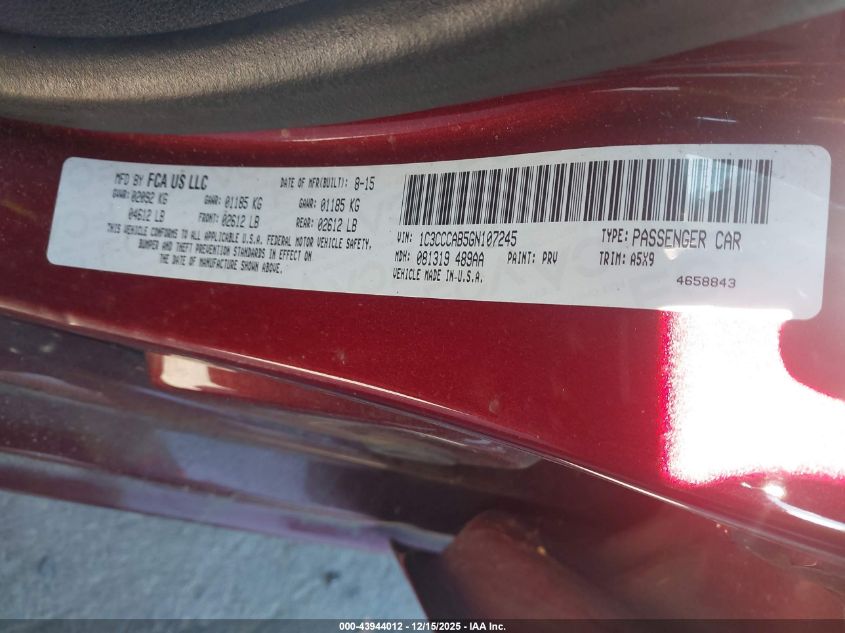 MFD BY FCA US LLC DATE OF MFR(BUILT): 8-15
GVWR: 02092 KG GAWR: 01185 KG GAWR: 01185 KG
04612 LB FRONT: 02612 LB REAR: 02612 LB
THIS VEHICLE CONFORMS TO ALL APPLICABLE U.S.A. FEDERAL MOTOR VEHICLE SAFETY,
BUMPER AND THEFT PREVENTION STANDARDS IN EFFECT ON
THE DATE OF MANUFACTURE SHOWN ABOVE.
VIN: 1C3CCCAB5GN107245 TYPE: PASSENGER CAR
MDH: 081319 489AA PAINT: PRV TRIM: A5X9
VEHICLE MADE IN U.S.A.
4658843
000-43944012 - 12/15/2025 - IAA Inc.